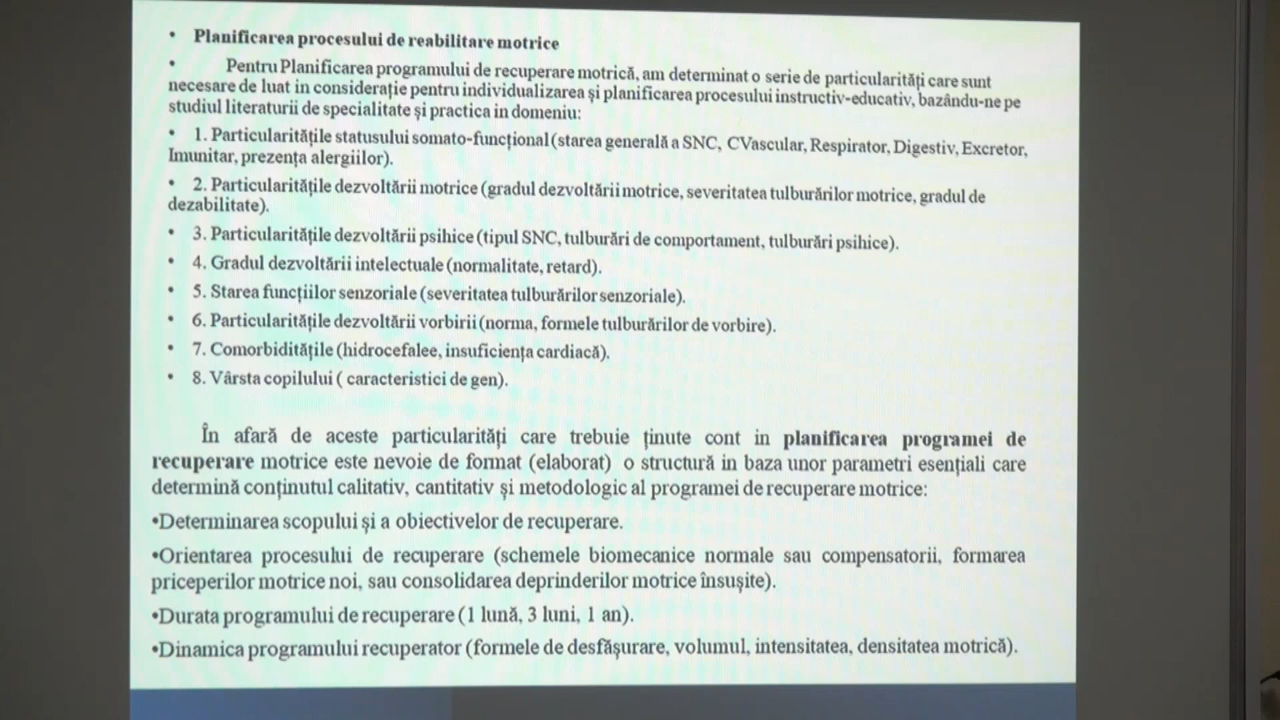 • Planificarea procesului de reabilitare motrice
• Pentru Planificarea programului de recuperare motrică, am determinat o serie de particularități care sunt
necesare de luat in considerație pentru individualizarea și planificarea procesului instructiv-educativ, bazându-ne pe
studiul literaturii de specialitate și practica in domeniu:
• 1. Particularitățile statusului somato-funcțional (starea generală a SNC, CVascular, Respirator, Digestiv, Excretor,
Imunitar, prezența alergiilor).
• 2. Particularitățile dezvoltării motrice (gradul dezvoltării motrice, severitatea tulburărilor motrice, gradul de
dezabilitate).
• 3. Particularitățile dezvoltării psihice (tipul SNC, tulburări de comportament, tulburări psihice).
• 4. Gradul dezvoltării intelectuale (normalitate, retard).
• 5. Starea funcțiilor senzoriale (severitatea tulburărilor senzoriale).
• 6. Particularitățile dezvoltării vorbirii (norma, formele tulburărilor de vorbire).
• 7. Comorbiditățile (hidrocefalee, insuficiența cardiacă).
• 8. Vârsta copilului ( caracteristici de gen).
În afară de aceste particularități care trebuie ținute cont in planificarea programei de
recuperare motrice este nevoie de format (elaborat) o structură in baza unor parametri esențiali care
determină conținutul calitativ, cantitativ și metodologic al programei de recuperare motrice:
•Determinarea scopului și a obiectivelor de recuperare.
•Orientarea procesului de recuperare (schemele biomecanice normale sau compensatorii, formarea
priceperilor motrice noi, sau consolidarea deprinderilor motrice însușite).
•Durata programului de recuperare (1 lună, 3 luni, 1 an).
•Dinamica programului recuperator (formele de desfășurare, volumul, intensitatea, densitatea motrică).